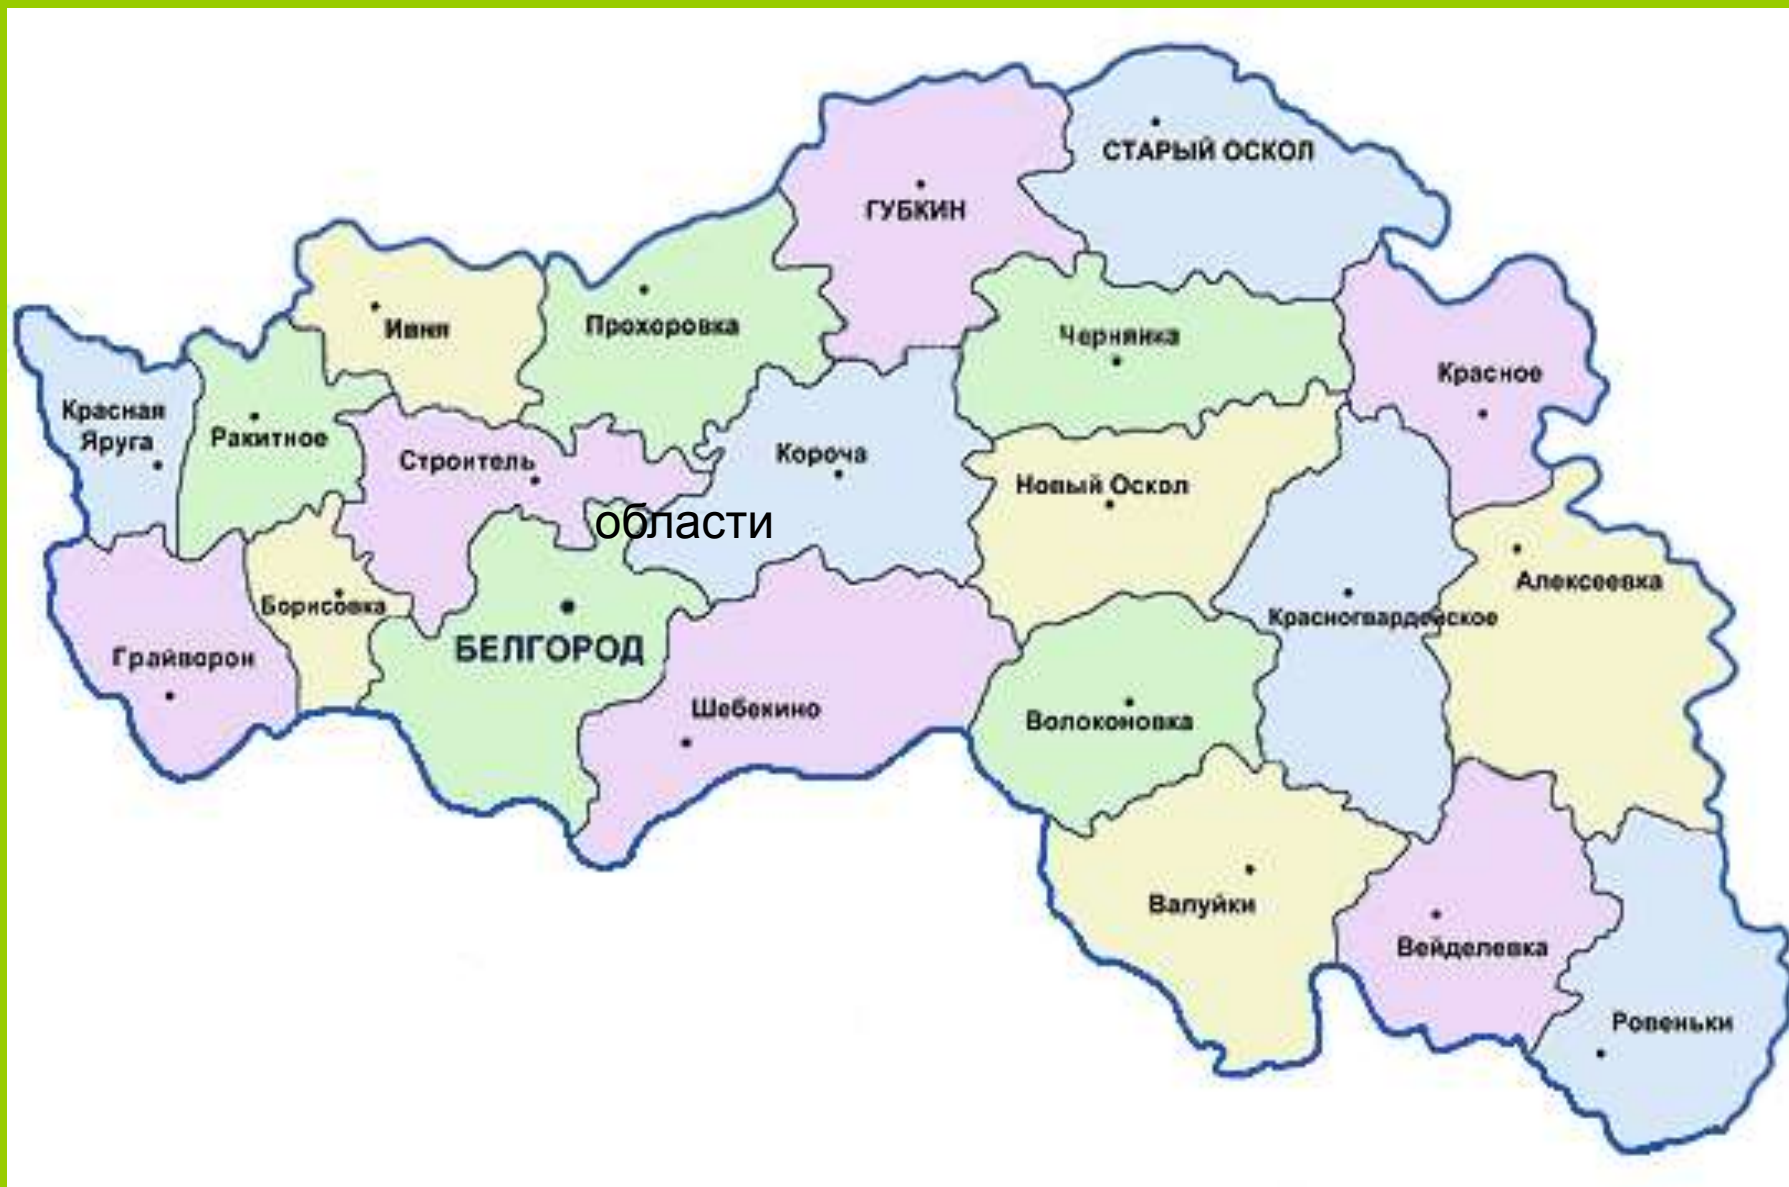 СТАРЫЙ ОСКОЛ
ГУБКИН
Ивня
Прохоровка
Чернянка
Красное
Красная
Яруга
Ракитное
Строитель
Короча
Новый Оскол
области
Алексеевка
Борисовка
Красногвардейское
БЕЛГОРОД
Грайворон
Шебекино
Волоконовка
Валуйки
Вейделевка
Ровеньки